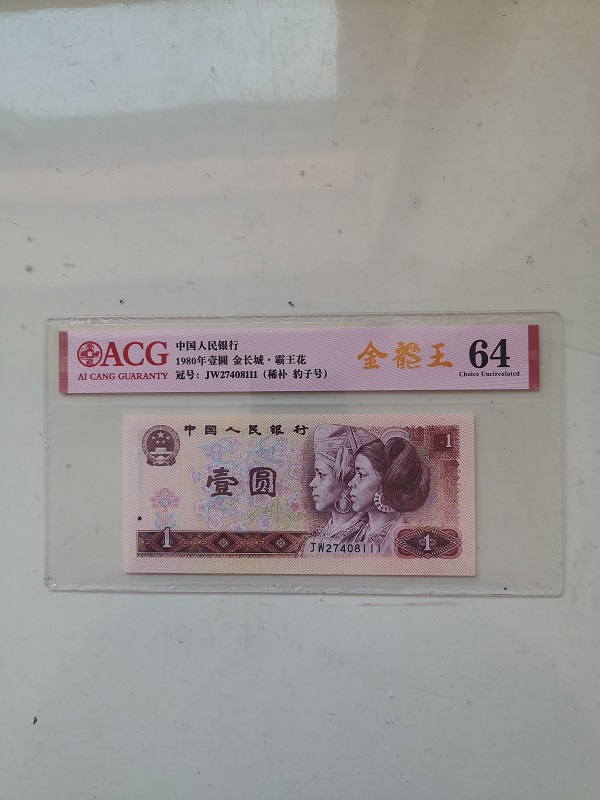 ACG
AI CANG GUARANTY
中国人民银行
1980年壹圆 金长城·霸王花
冠号：JW27408111（稀补 豹子号）
金龍王
64
Choice Uncirculated
中国人民银行
1
壹圆
1
JW27408111
1